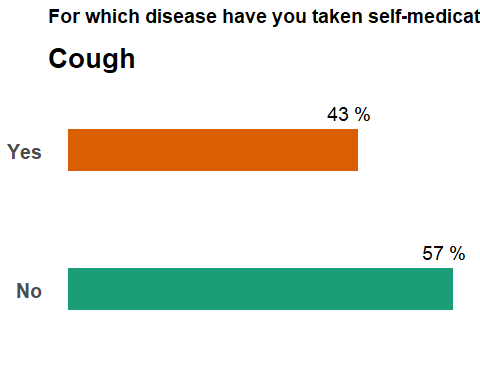 For which disease have you taken self-medicat
Cough
43 %
Yes
57 %
No